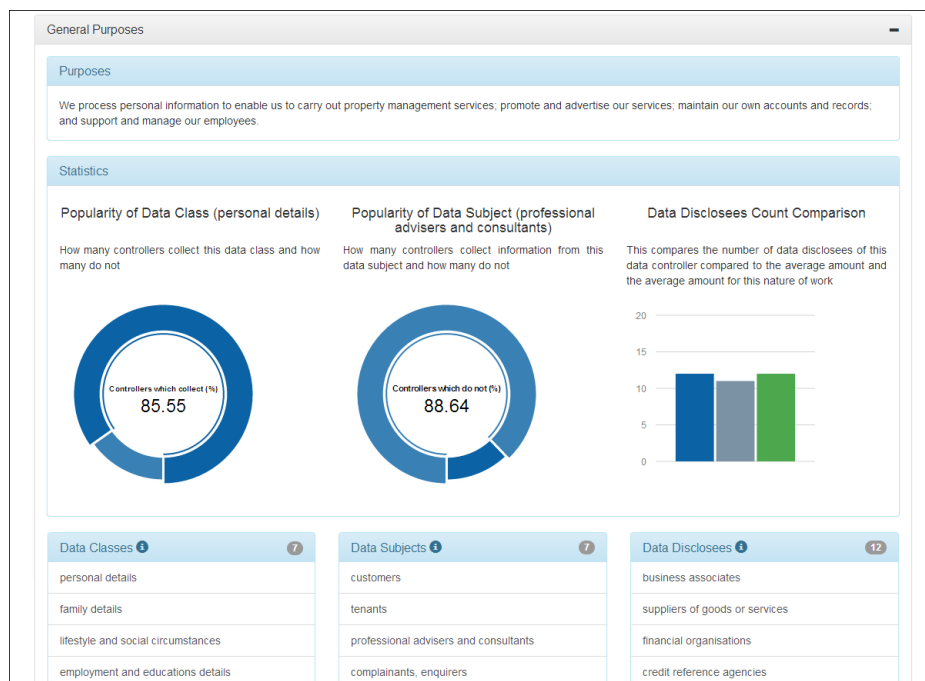 General Purposes
Purposes
We process personal information to enable us to carry out property management services; promote and advertise our services; maintain our own accounts and records;
and support and manage our employees.
Statistics
Popularity of Data Class (personal details)
How many controllers collect this data class and how
many do not
Controllers which collect (%)
85.55
Popularity of Data Subject (professional
advisers and consultants)
How many controllers collect information from this
data subject and how many do not
Controllers which do not (%)
88.64
Data Disclosees Count Comparison
This compares the number of data disclosees of this
data controller compared to the average amount and
the average amount for this nature of work
20
15
10
5
0
Data Classes i 7
personal details
family details
lifestyle and social circumstances
employment and educations details
Data Subjects i 7
customers
tenants
professional advisers and consultants
complainants, enquirers
Data Disclosees i 12
business associates
suppliers of goods or services
financial organisations
credit reference agencies